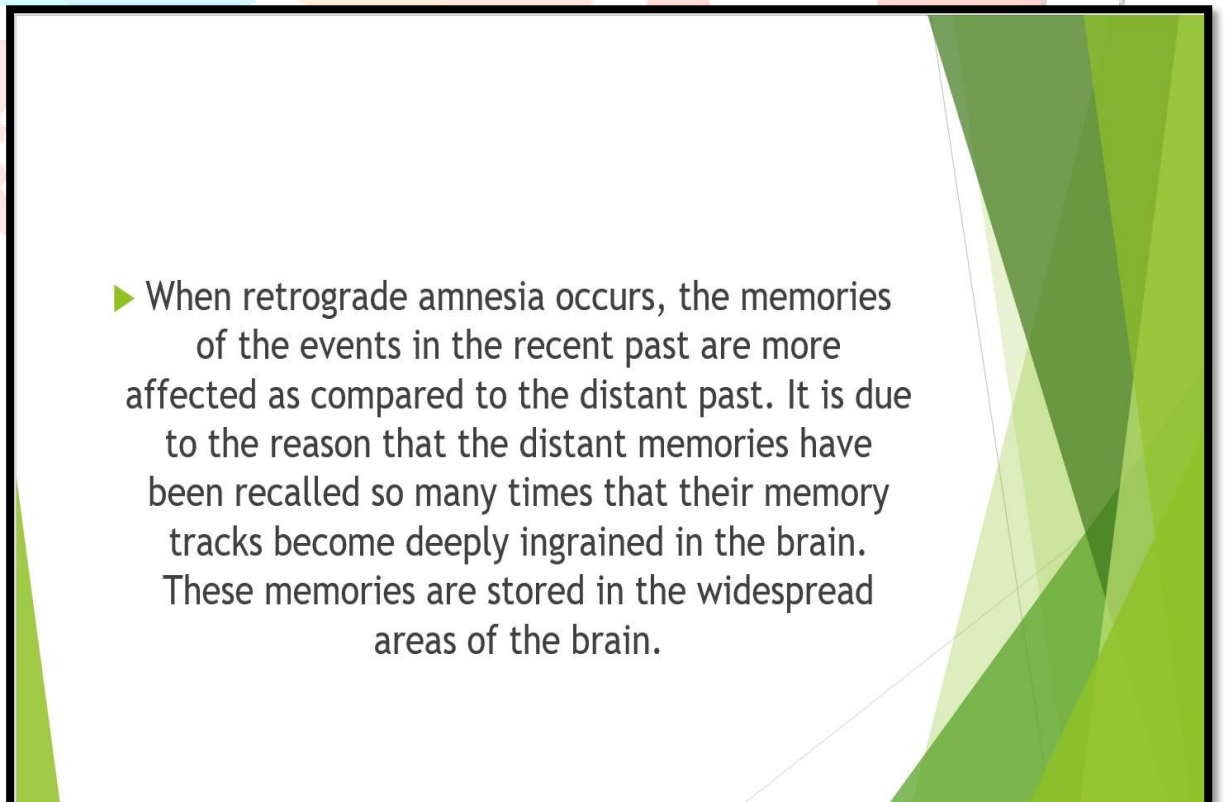 When retrograde amnesia occurs, the memories
of the events in the recent past are more
affected as compared to the distant past. It is due
to the reason that the distant memories have
been recalled so many times that their memory
tracks become deeply ingrained in the brain.
These memories are stored in the widespread
areas of the brain.